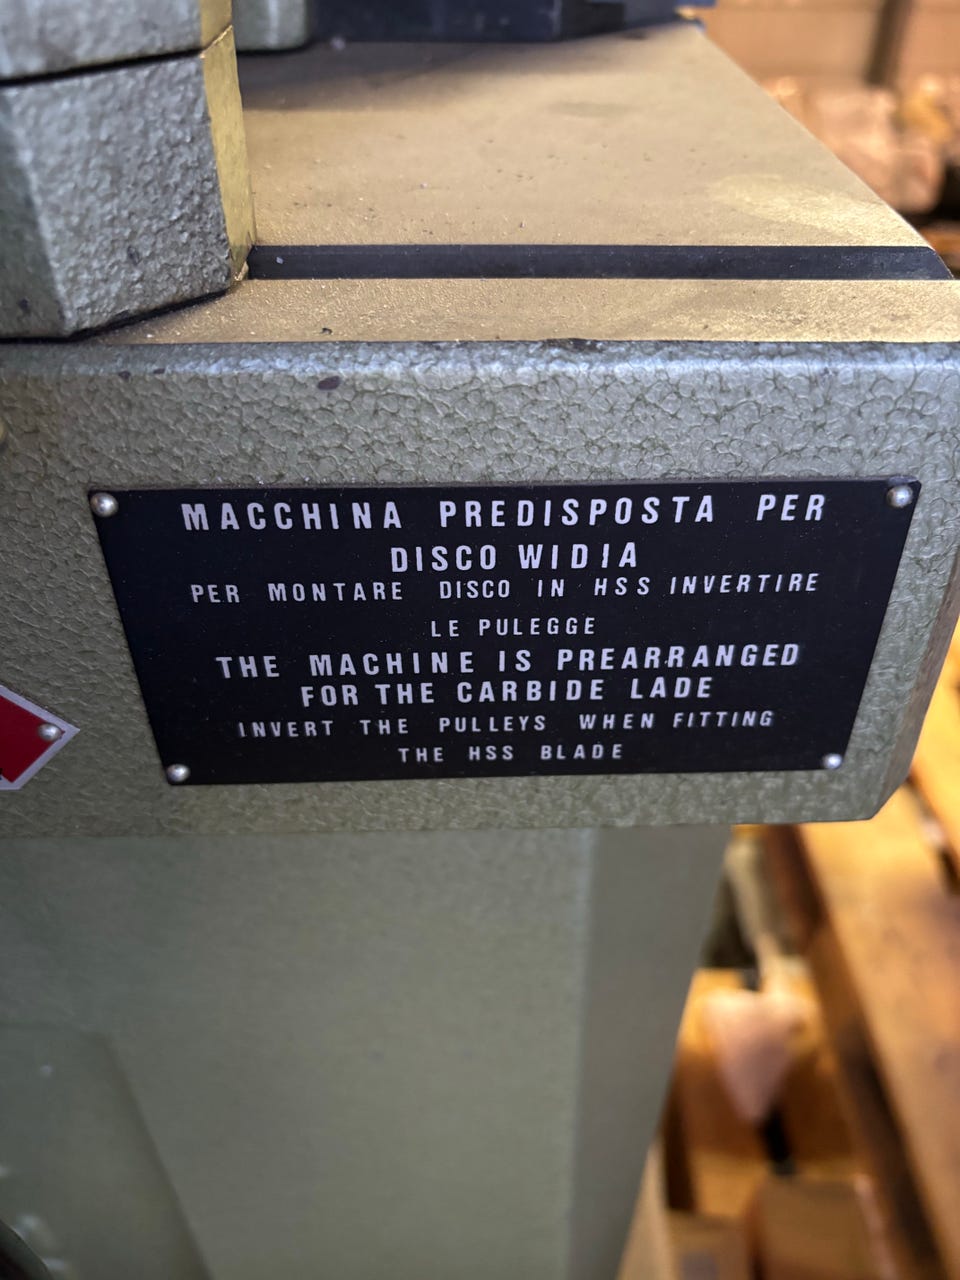 MACCHINA PREDISPOSTA PER
DISCO WIDIA
PER MONTARE DISCO IN HSS INVERTIRE
LE PULEGGE
THE MACHINE IS PREARRANGED
FOR THE CARBIDE LADE
INVERT THE PULLEYS WHEN FITTING
THE HSS BLADE